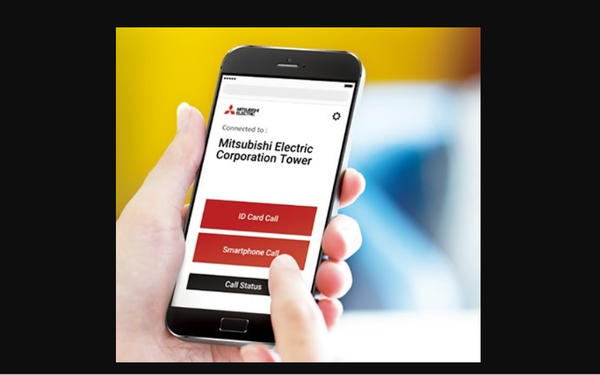 MITSUBISHI
ELECTRIC
Connected to :
Mitsubishi Electric
Corporation Tower
ID Card Call
Smartphone Call
Call Status